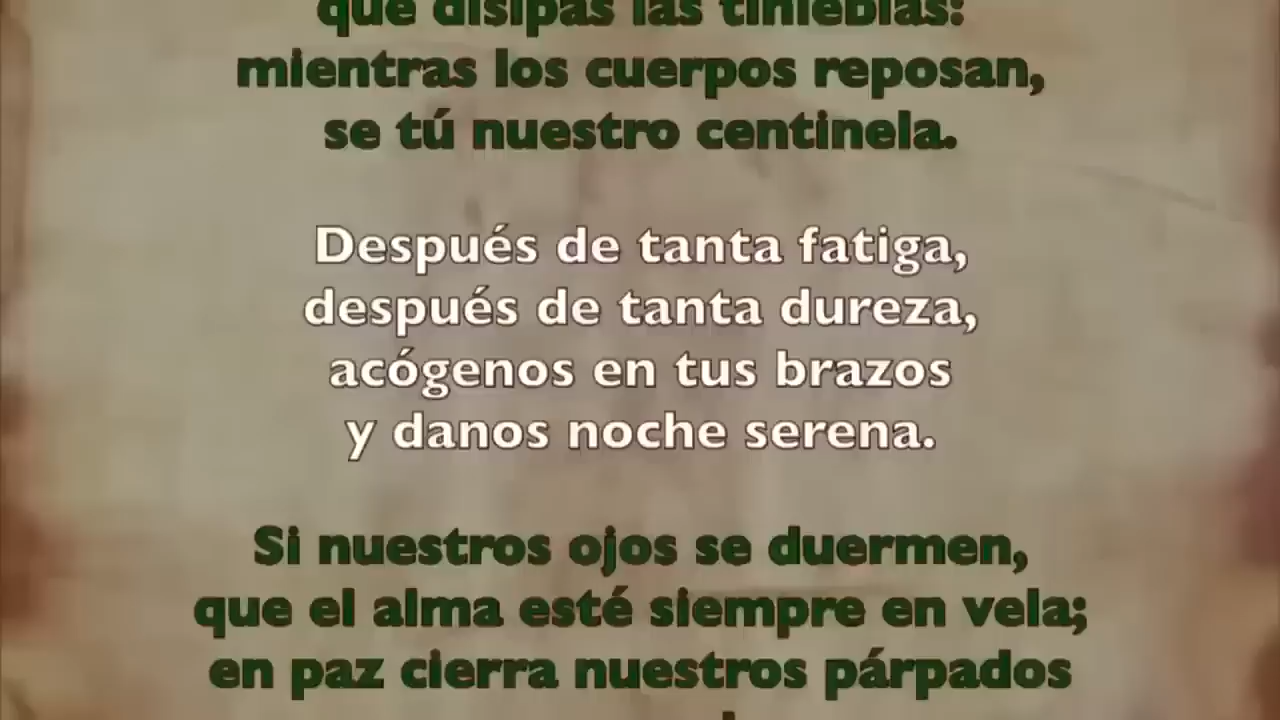 que disipas las tinieblas:
mientras los cuerpos reposan,
se tú nuestro centinela.
Después de tanta fatiga,
después de tanta dureza,
acógenos en tus brazos
y danos noche serena.
Si nuestros ojos se duermen,
que el alma esté siempre en vela;
en paz cierra nuestros párpados